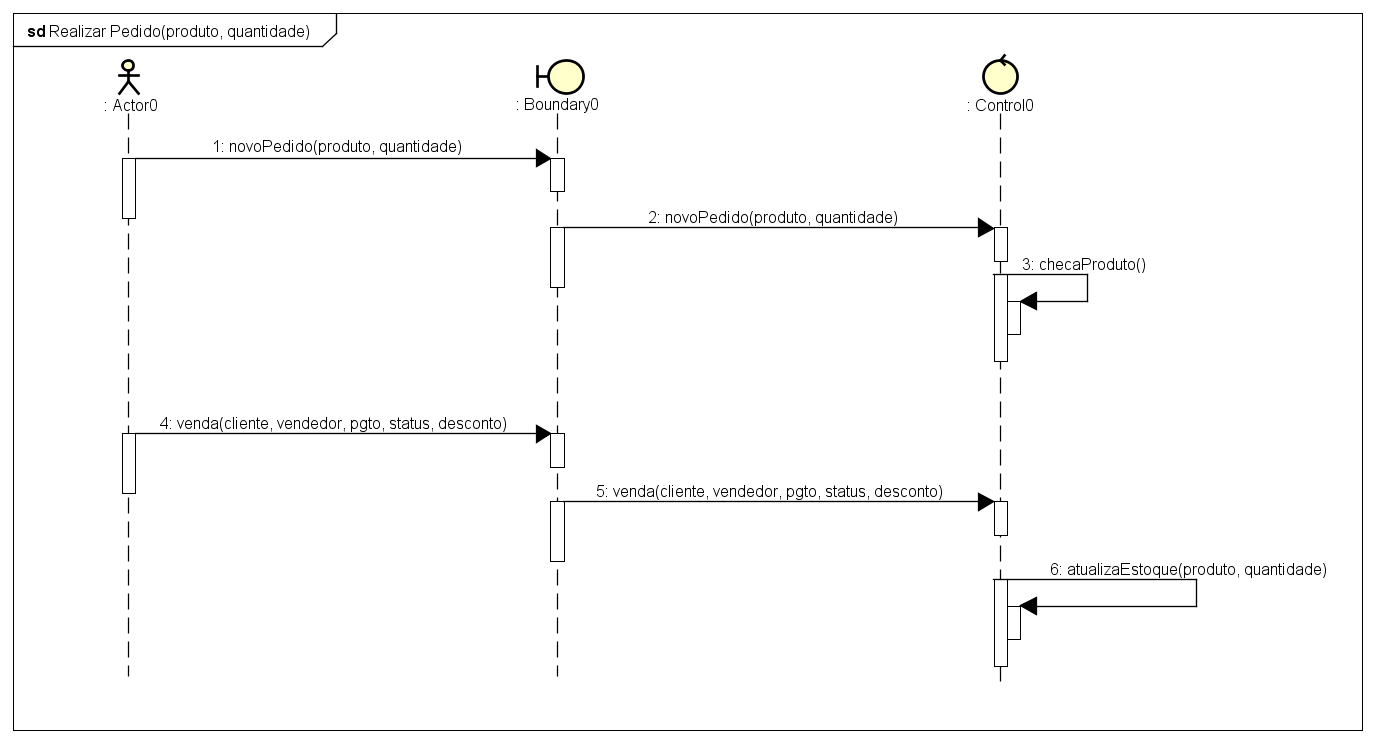 sd Realizar Pedido(produto, quantidade)
: Actor0
: Boundary0
: Control0
1: novoPedido(produto, quantidade)
2: novoPedido(produto, quantidade)
3: checaProduto()
4: venda(cliente, vendedor, pgto, status, desconto)
5: venda(cliente, vendedor, pgto, status, desconto)
6: atualizaEstoque(produto, quantidade)